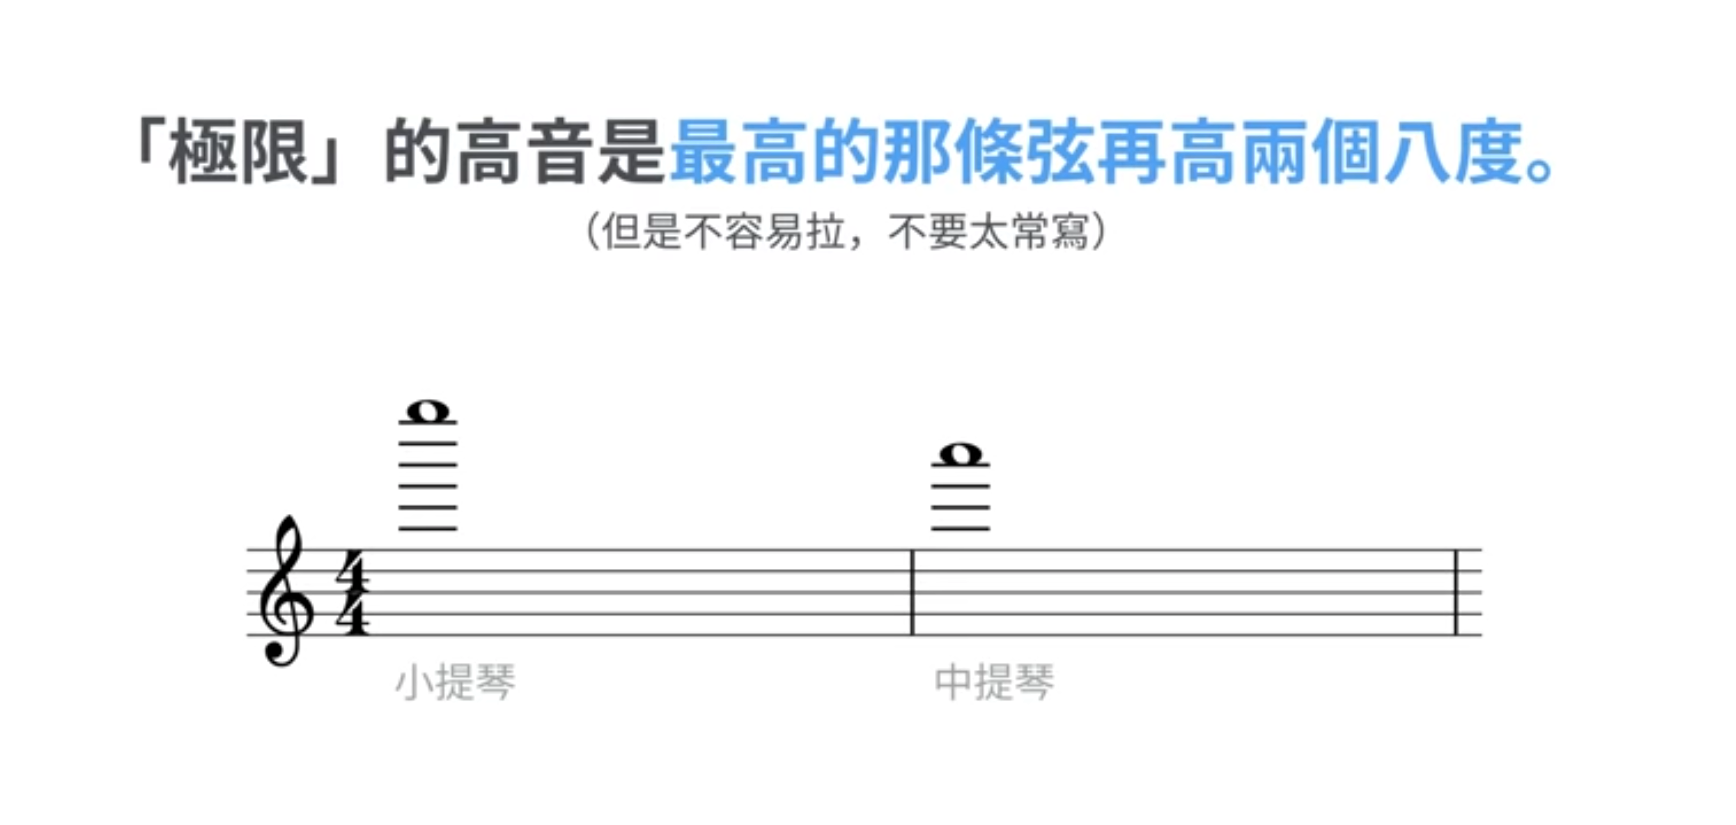 「極限」的高音是最高的那條弦再高兩個八度。
（但是不容易拉，不要太常寫）
4
4
小提琴
中提琴